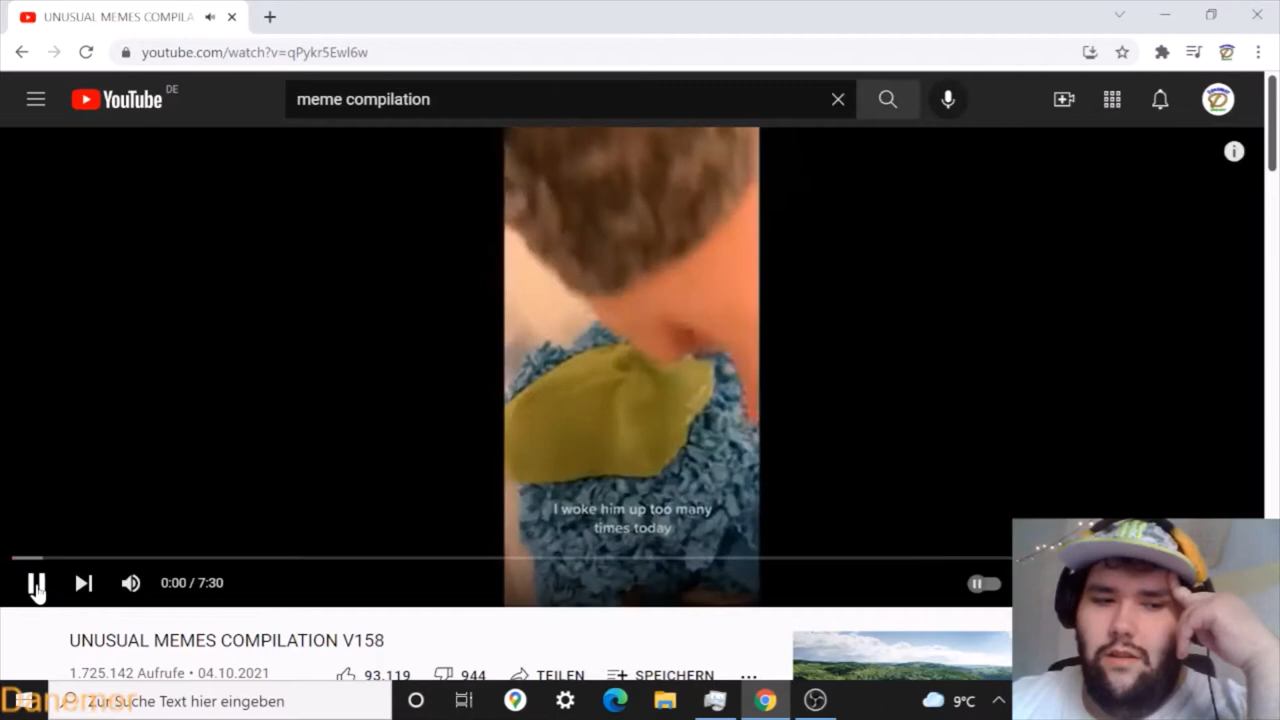 UNUSUAL MEMES COMPILA
youtube.com/watch?v=qPykr5Ewl6w
YouTube DE
meme compilation
I woke him up too many
times today
0:00 / 7:30
UNUSUAL MEMES COMPILATION V158
1.725.142 Aufrufe • 04.10.2021
93.119
944
TEILEN
SPEICHERN
...
Danemor
Zur Suche Text hier eingeben
9°C